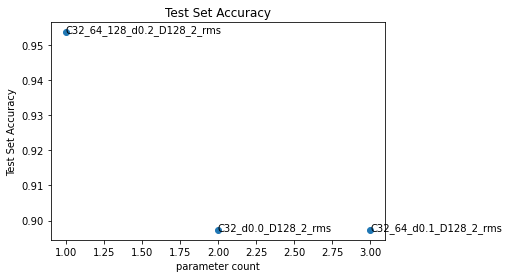 Test Set Accuracy
C32_64_128_d0.2_D128_2_rms
0.95
0.94
0.93
0.92
0.91
0.90
Test Set Accuracy
C32_d0.0_D128_2_rms
C32_64_d0.1_D128_2_rms
1.00 1.25 1.50 1.75 2.00 2.25 2.50 2.75 3.00
parameter count